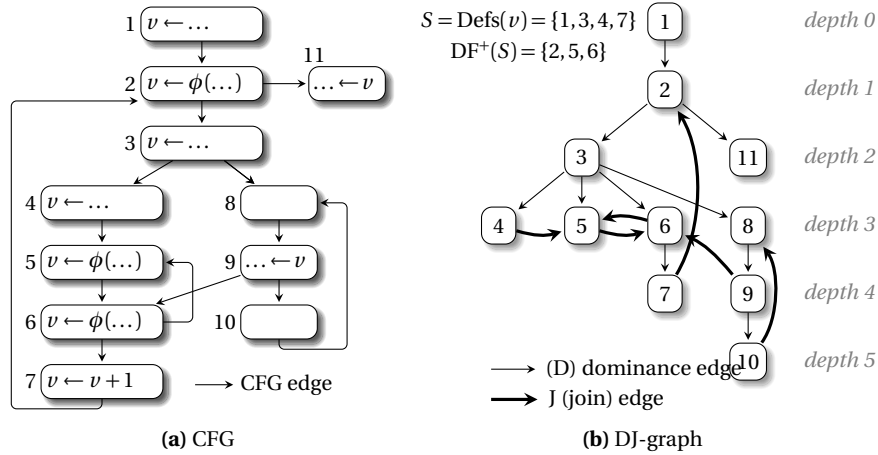 1 v ← ...
2 v ← ϕ(...)
11 ... ← v
3 v ← ...
4 v ← ...
8
5 v ← ϕ(...)
9 ... ← v
6 v ← ϕ(...)
10
7 v ← v + 1
CFG edge
(a) CFG
S = Defs(v) = {1, 3, 4, 7}
DF⁺(S) = {2, 5, 6}
1 depth 0
2 depth 1
3 11 depth 2
4 5 6 8 depth 3
7 9 depth 4
10 depth 5
(D) dominance edge
J (join) edge
(b) DJ-graph